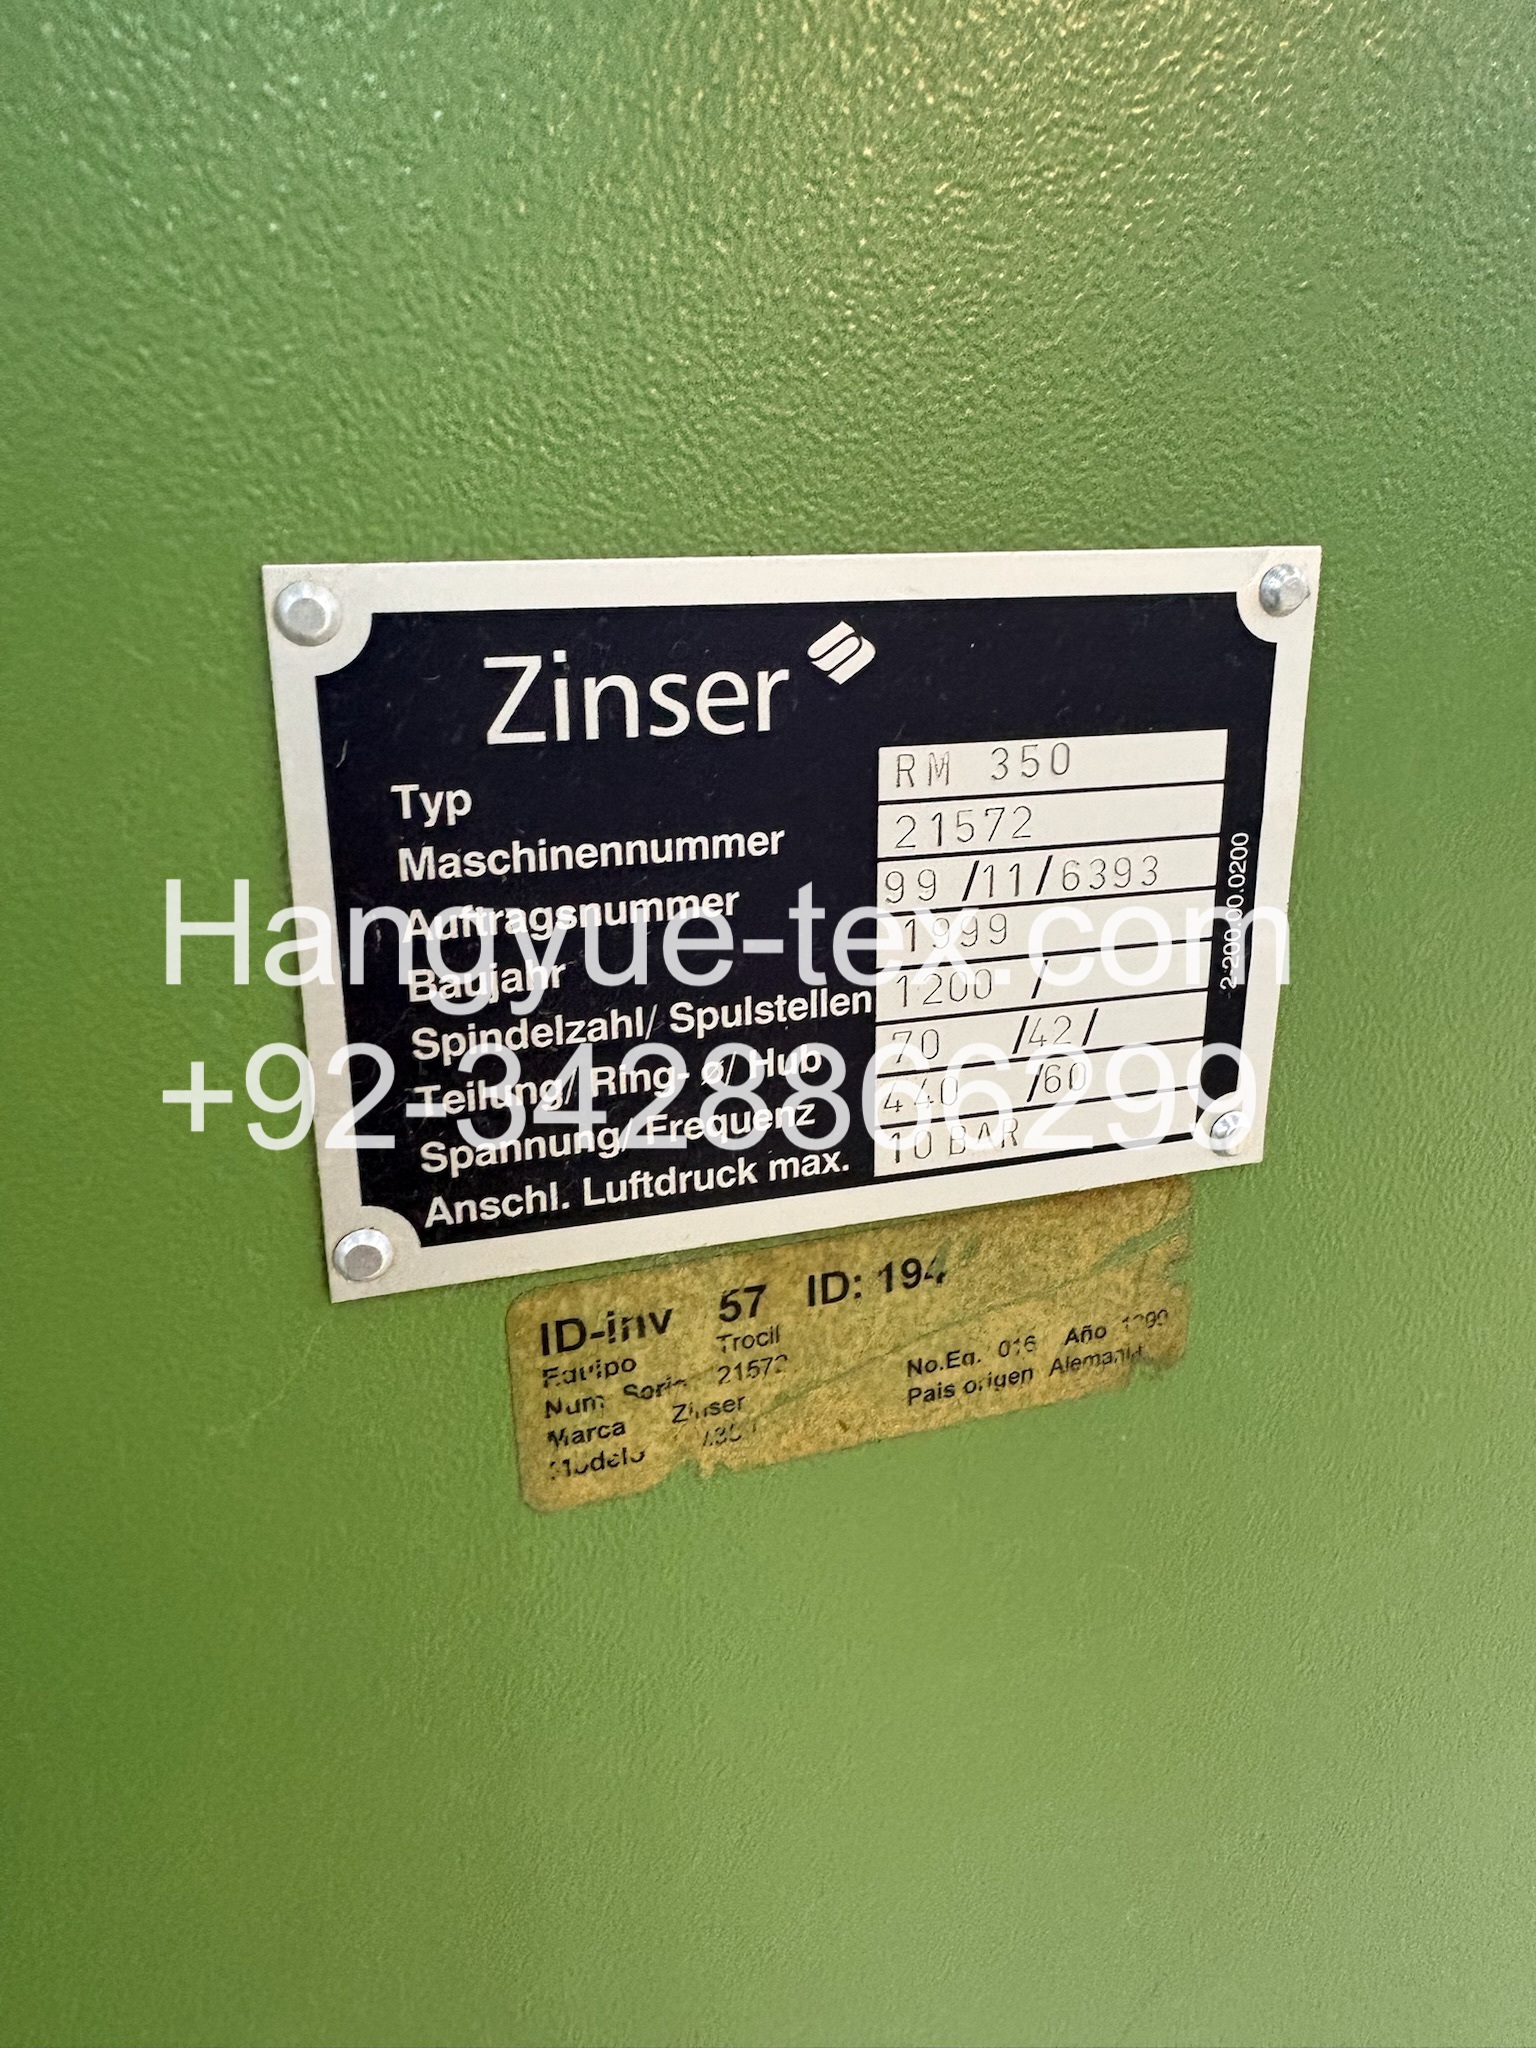 Zinser
Typ RM 350
Maschinennummer 21572
Auftragsnummer 99/11/6393
Baujahr 1999
Spindelzahl/ Spulstellen 1200 /
Teilung/ Ring- ø/ Hub 70 /42/
Spannung/ Frequenz 440 /60
Anschl. Luftdruck max. 10 BAR
2-200.00.0200
Hangyue-tex.com
+92-3428866299
ID-inv 57 ID: 194
Equipo Trocil
Num Serie 21572 No.Eq. 016 Año 1999
Marca Zinser Pais origen Alemania
Modelo